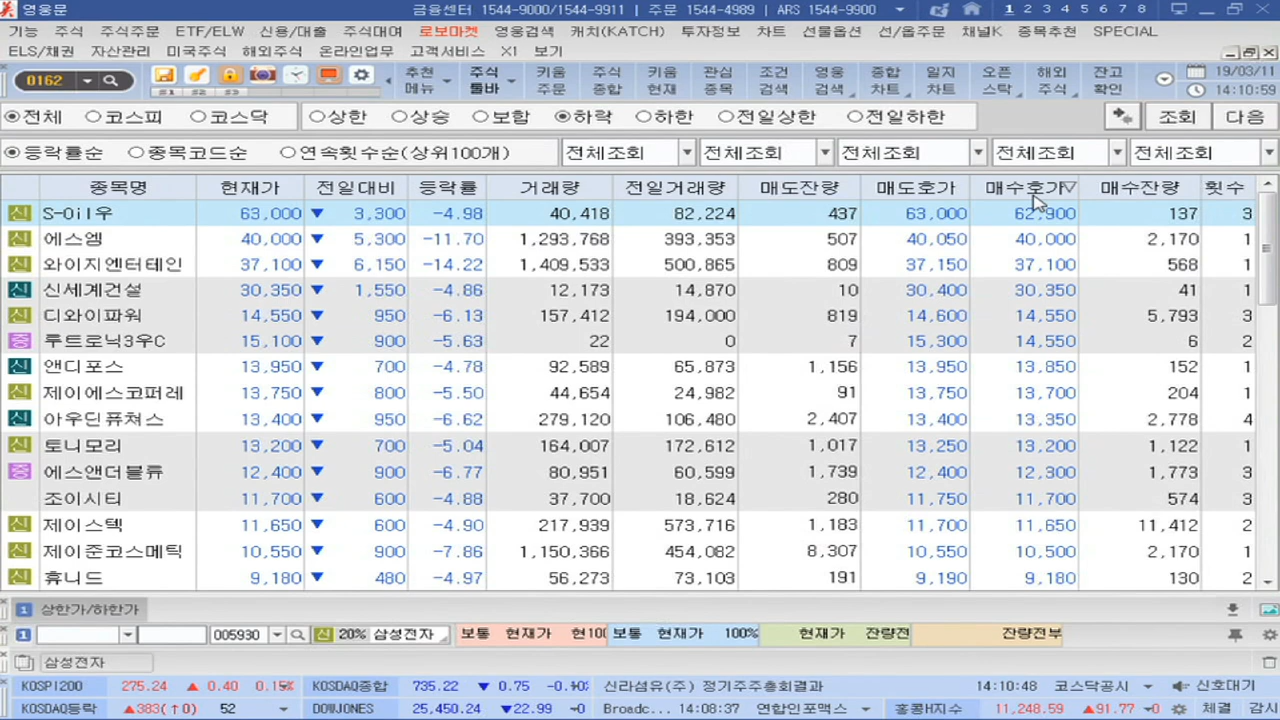 영웅문 금융센터 1544-9000/1544-9911 | 주문 1544-4989 | ARS 1544-9900 1 2 3 4 5 6 7 8
기능 주식 주식주문 ETF/ELW 신용/대출 주식대여 로보마켓 영웅검색 캐치(KATCH) 투자정보 차트 선물옵션 선/옵주문 채널K 종목추천 SPECIAL
ELS/채권 자산관리 미국주식 해외주식 온라인업무 고객서비스 X1 보기
0162 #1 #2 #3 추천메뉴 주식툴바 키움주문 주식종합 키움현재 관심종목 조건검색 영웅검색 종합차트 일지차트 오픈스탁 해외주식 잔고확인 19/03/11 14:10:59
전체 코스피 코스닥 상한 상승 보합 하락 하한 전일상한 전일하한 조회 다음
등락률순 종목코드순 연속횟수순(상위100개) 전체조회 전체조회 전체조회 전체조회 전체조회
종목명 현재가 전일대비 등락률 거래량 전일거래량 매도잔량 매도호가 매수호가▽ 매수잔량 횟수
신 S-Oil우 63,000 ▼ 3,300 -4.98 40,418 82,224 437 63,000 62,900 137 3
신 에스엠 40,000 ▼ 5,300 -11.70 1,293,768 393,353 507 40,050 40,000 2,170 1
신 와이지엔터테인 37,100 ▼ 6,150 -14.22 1,409,533 500,865 809 37,150 37,100 568 1
신 신세계건설 30,350 ▼ 1,550 -4.86 12,173 14,870 10 30,400 30,350 41 1
신 디와이파워 14,550 ▼ 950 -6.13 157,412 194,000 819 14,600 14,550 5,793 3
증 루트로닉3우C 15,100 ▼ 900 -5.63 22 0 7 15,300 14,550 6 2
신 앤디포스 13,950 ▼ 700 -4.78 92,589 65,873 1,156 13,950 13,850 152 1
신 제이에스코퍼레 13,750 ▼ 800 -5.50 44,654 24,982 91 13,750 13,700 204 1
신 아우딘퓨쳐스 13,400 ▼ 950 -6.62 279,120 106,480 2,407 13,400 13,350 2,778 4
신 토니모리 13,200 ▼ 700 -5.04 164,007 172,612 1,017 13,250 13,200 1,122 1
증 에스앤더블류 12,400 ▼ 900 -6.77 80,951 60,599 1,739 12,400 12,300 1,773 3
조이시티 11,700 ▼ 600 -4.88 37,700 18,624 280 11,750 11,700 574 3
신 제이스텍 11,650 ▼ 600 -4.90 217,939 573,716 1,183 11,700 11,650 11,412 2
신 제이준코스메틱 10,550 ▼ 900 -7.86 1,150,366 454,082 8,307 10,550 10,500 2,170 1
신 휴니드 9,180 ▼ 480 -4.97 56,273 73,103 191 9,190 9,180 130 2
1 상한가/하한가
1 005930 신 20% 삼성전자 보통 현재가 현100 보통 현재가 100% 현재가 잔량전 잔량전부
삼성전자
KOSPI200 275.24 ▲ 0.40 0.15% KOSDAQ종합 735.22 ▼ 0.75 -0.10% 신라섬유(주) 정기주주총회결과 14:10:48 코스닥공시 신호대기
KOSDAQ등락 ▲383(↑0) 52 DOWJONES 25,450.24 ▼22.99 -0 Broadc... 14:08:37 연합인포맥스 홍콩H지수 11,248.59 ▲91.77 0 체결 감시